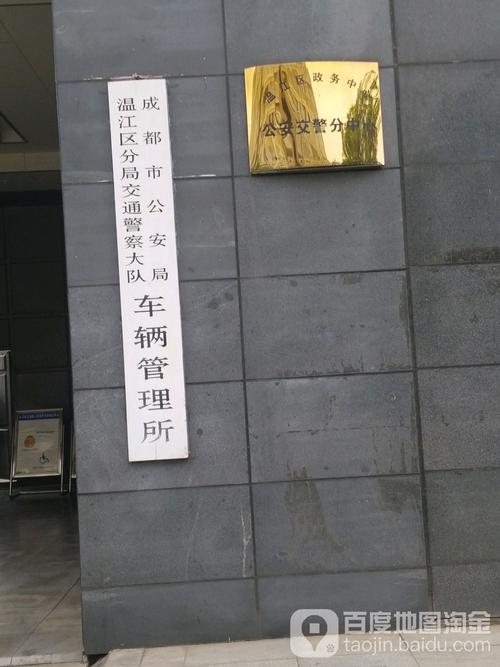 成都市公安局
温江区分局交通警察大队
车辆管理所
温江区政务中心
公安交警分中心
百度地图淘金
taojin.baidu.com